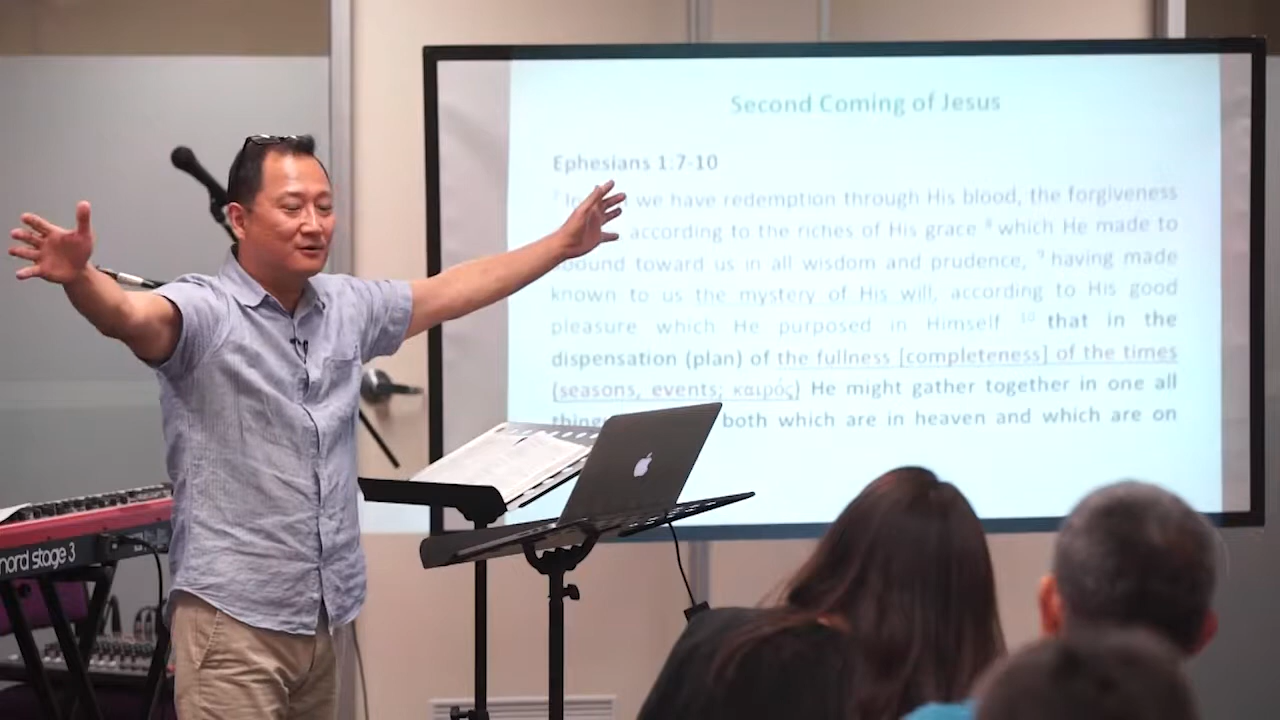 Second Coming of Jesus
Ephesians 1:7-10
7 we have redemption through His blood, the forgiveness
according to the riches of His grace 8 which He made to
abound toward us in all wisdom and prudence, 9 having made
known to us the mystery of His will, according to His good
pleasure which He purposed in Himself 10 that in the
dispensation (plan) of the fullness [completeness] of the times
(seasons, events; καιρός) He might gather together in one all
both which are in heaven and which are on
nord stage 3